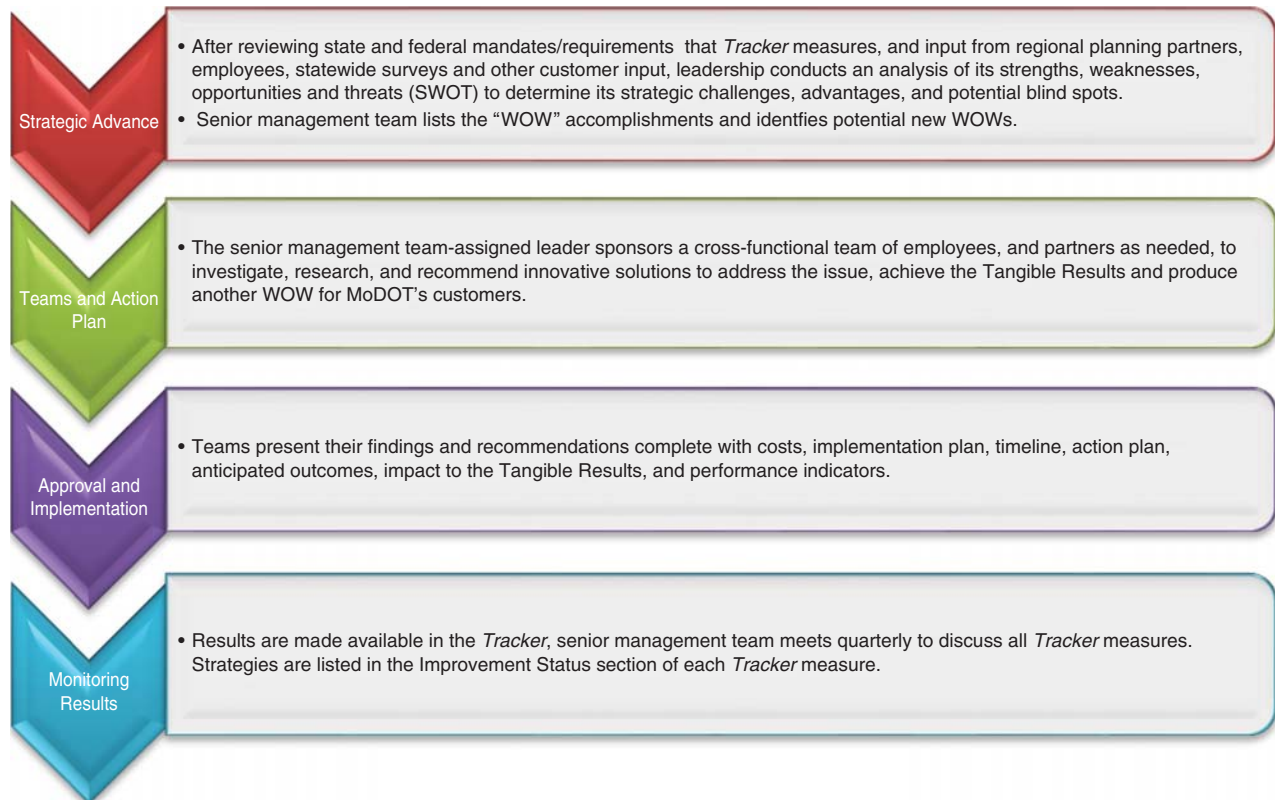 Strategic Advance
• After reviewing state and federal mandates/requirements that Tracker measures, and input from regional planning partners,
employees, statewide surveys and other customer input, leadership conducts an analysis of its strengths, weaknesses,
opportunities and threats (SWOT) to determine its strategic challenges, advantages, and potential blind spots.
• Senior management team lists the “WOW” accomplishments and identfies potential new WOWs.
Teams and Action
Plan
• The senior management team-assigned leader sponsors a cross-functional team of employees, and partners as needed, to
investigate, research, and recommend innovative solutions to address the issue, achieve the Tangible Results and produce
another WOW for MoDOT’s customers.
Approval and
Implementation
• Teams present their findings and recommendations complete with costs, implementation plan, timeline, action plan,
anticipated outcomes, impact to the Tangible Results, and performance indicators.
Monitoring
Results
• Results are made available in the Tracker, senior management team meets quarterly to discuss all Tracker measures.
Strategies are listed in the Improvement Status section of each Tracker measure.